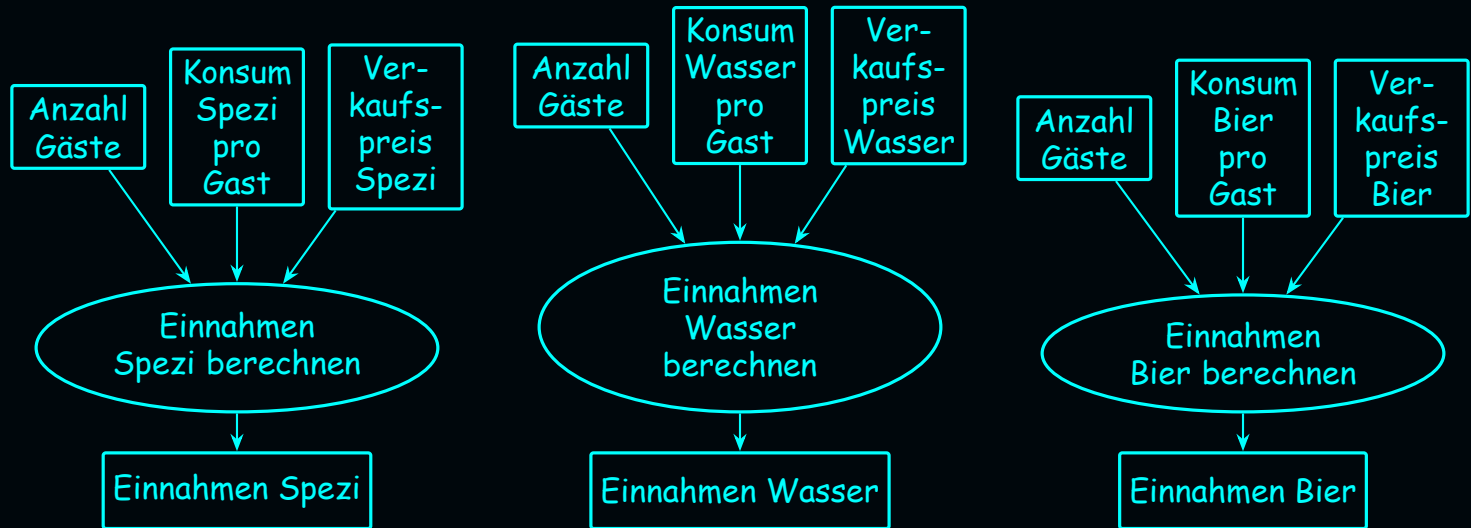 Anzahl
Gäste
Konsum
Spezi
pro
Gast
Ver-
kaufs-
preis
Spezi
Einnahmen
Spezi berechnen
Einnahmen Spezi
Anzahl
Gäste
Konsum
Wasser
pro
Gast
Ver-
kaufs-
preis
Wasser
Einnahmen
Wasser
berechnen
Einnahmen Wasser
Anzahl
Gäste
Konsum
Bier
pro
Gast
Ver-
kaufs-
preis
Bier
Einnahmen
Bier berechnen
Einnahmen Bier